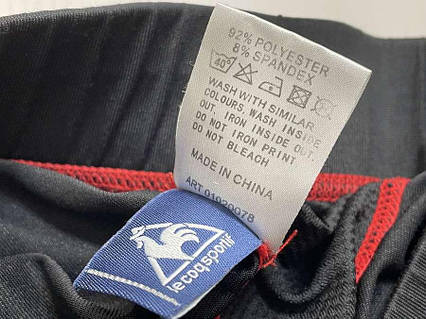 92% POLYESTER
8% SPANDEX
40°
WASH WITH SIMILAR
COLOURS, WASH INSIDE
OUT. IRON INSIDE OUT.
DO NOT IRON PRINT
DO NOT BLEACH.
MADE IN CHINA
ART 01020078
le coq sportif